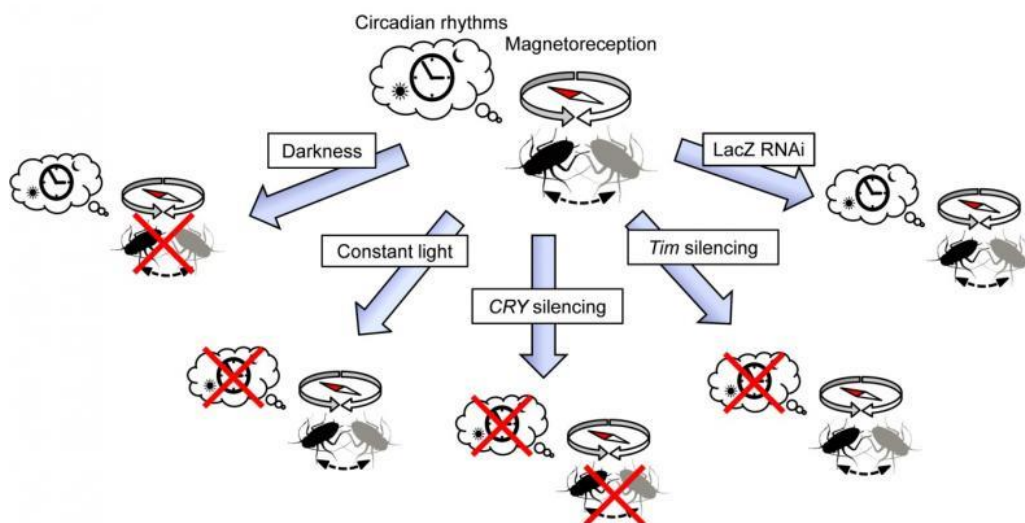 Circadian rhythms
Magnetoreception
Darkness
LacZ RNAi
Constant light
Tim silencing
CRY silencing